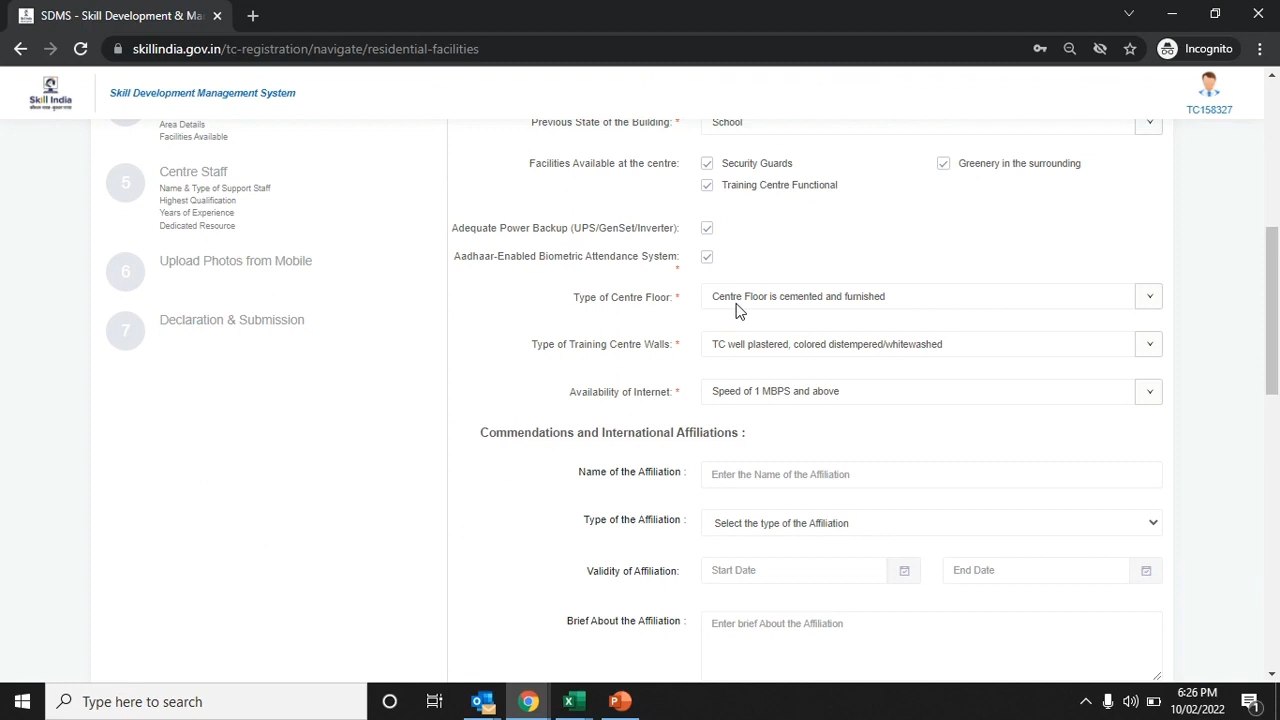 SDMS - Skill Development & Ma
skillindia.gov.in/tc-registration/navigate/residential-facilities
Incognito
Skill India
Skill Development Management System
TC158327
Area Details
Facilities Available
5
Centre Staff
Name & Type of Support Staff
Highest Qualification
Years of Experience
Dedicated Resource
6
Upload Photos from Mobile
7
Declaration & Submission
Previous State of the Building: * School
Facilities Available at the centre: Security Guards Greenery in the surrounding
Training Centre Functional
Adequate Power Backup (UPS/GenSet/Inverter):
Aadhaar-Enabled Biometric Attendance System:
*
Type of Centre Floor: * Centre Floor is cemented and furnished
Type of Training Centre Walls: * TC well plastered, colored distempered/whitewashed
Availability of Internet: * Speed of 1 MBPS and above
Commendations and International Affiliations :
Name of the Affiliation : Enter the Name of the Affiliation
Type of the Affiliation : Select the type of the Affiliation
Validity of Affiliation: Start Date End Date
Brief About the Affiliation : Enter brief About the Affiliation
Type here to search
6:26 PM
10/02/2022
1